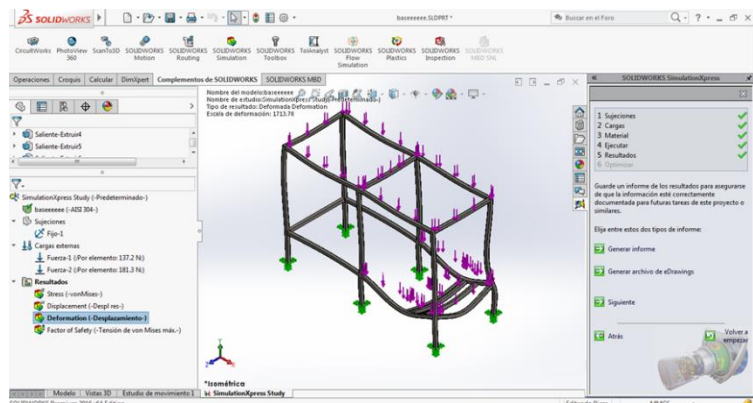 SOLIDWORKS
baseeeeee.SLDPRT *
Buscar en el Foro
CircuitWorks
PhotoView 360
ScanTo3D
SOLIDWORKS Motion
SOLIDWORKS Routing
SOLIDWORKS Simulation
SOLIDWORKS Toolbox
TolAnalyst
SOLIDWORKS Flow Simulation
SOLIDWORKS Plastics
SOLIDWORKS Inspection
SOLIDWORKS MBD SNL
Operaciones
Croquis
Calcular
DimXpert
Complementos de SOLIDWORKS
SOLIDWORKS MBD
Saliente-Extruir4
Saliente-Extruir5
SimulationXpress Study (-Predeterminado-)
baseeeeee (-AISI 304-)
Sujeciones
Fijo-1
Cargas externas
Fuerza-1 (:Por elemento: 137.2 N:)
Fuerza-2 (:Por elemento: 181.3 N:)
Resultados
Stress (-vonMises-)
Displacement (-Despl res-)
Deformation (-Desplazamiento-)
Factor of Safety (-Tensión de von Mises máx.-)
Nombre del modelo:baseeeeee
Nombre de estudio:SimulationXpress Study(-Predeterminado-)
Tipo de resultado: Deformada Deformation
Escala de deformación: 1713.78
*Isométrica
Modelo
Vistas 3D
Estudio de movimiento 1
SimulationXpress Study
SOLIDWORKS SimulationXpress
1 Sujeciones
2 Cargas
3 Material
4 Ejecutar
5 Resultados
6 Optimizar
Guarde un informe de los resultados para asegurarse
de que la información esté correctamente
documentada para futuras tareas de este proyecto o
similares.
Elija entre estos dos tipos de informe:
Generar informe
Generar archivo de eDrawings
Siguiente
Atrás
Volver a
empezar